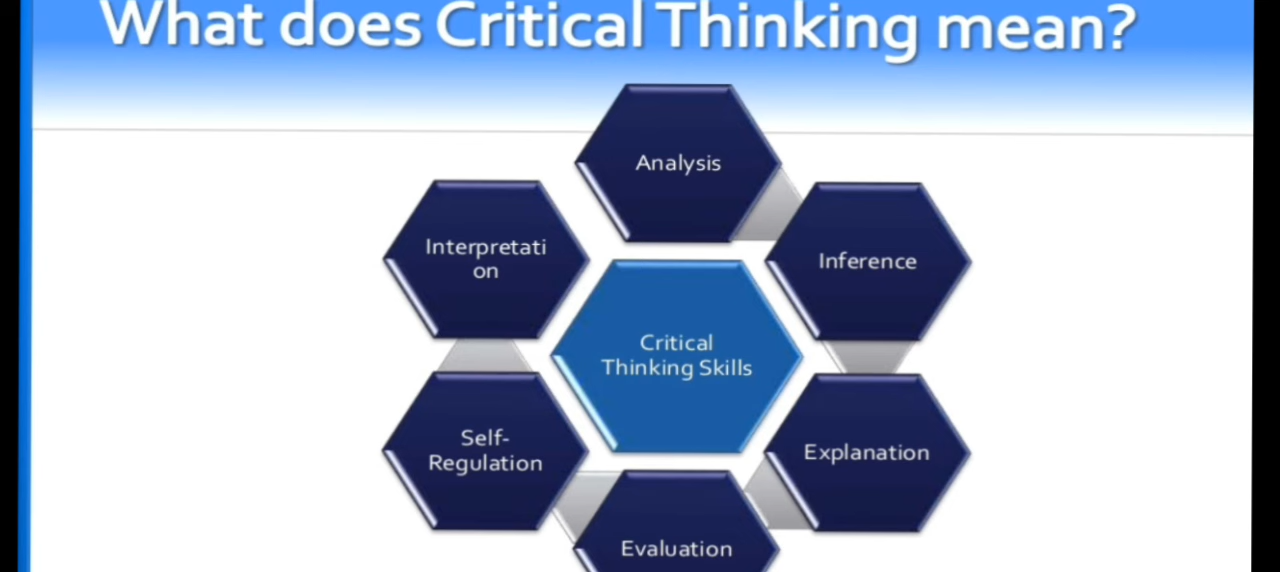 What does Critical Thinking mean?
Analysis
Inference
Explanation
Evaluation
Self-
Regulation
Interpretati
on
Critical
Thinking Skills